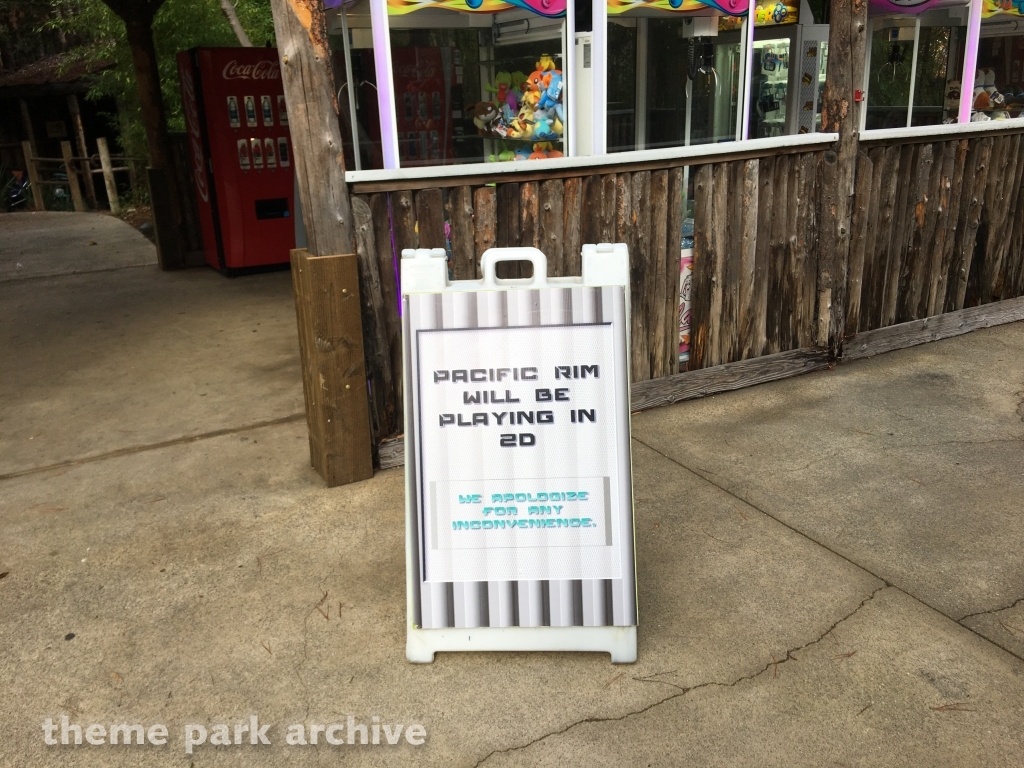 Coca-Cola
PACIFIC RIM
WILL BE
PLAYING IN
2D
WE APOLOGIZE
FOR ANY
INCONVENIENCE.
theme park archive